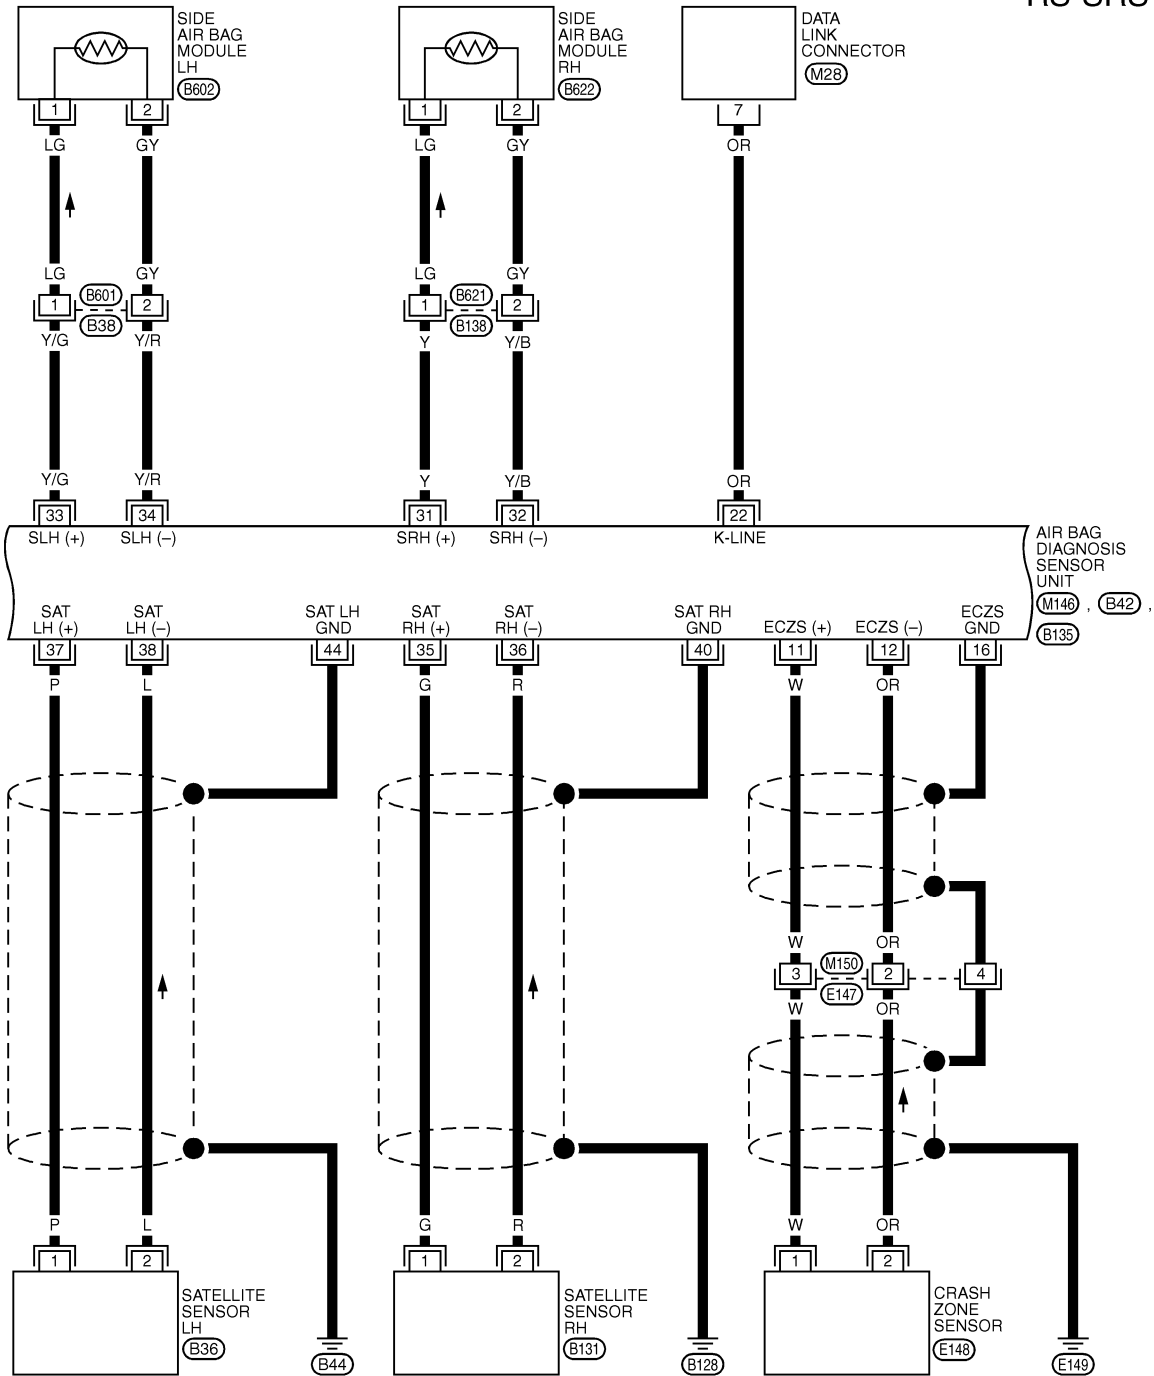 SIDE
AIR BAG
MODULE
LH
B602
SIDE
AIR BAG
MODULE
RH
B622
DATA
LINK
CONNECTOR
M28
1 2 1 2 7
LG GY LG GY OR
LG GY LG GY
1 B601 2 1 B621 2
B38 B138
Y/G Y/R Y Y/B
Y/G Y/R Y Y/B OR
33 34 31 32 22
SLH (+) SLH (–) SRH (+) SRH (–) K-LINE
AIR BAG
DIAGNOSIS
SENSOR
UNIT
M146 , B42 ,
B135
SAT
LH (+)
SAT
LH (–)
SAT LH
GND
SAT
RH (+)
SAT
RH (–)
SAT RH
GND
ECZS (+)
ECZS (–)
ECZS
GND
37 38 44 35 36 40 11 12 16
P L G R W OR
W OR
3 M150 2 4
E147
W OR
P L G R W OR
1 2 1 2 1 2
SATELLITE
SENSOR
LH
B36
B44
SATELLITE
SENSOR
RH
B131
B128
CRASH
ZONE
SENSOR
E148
E149